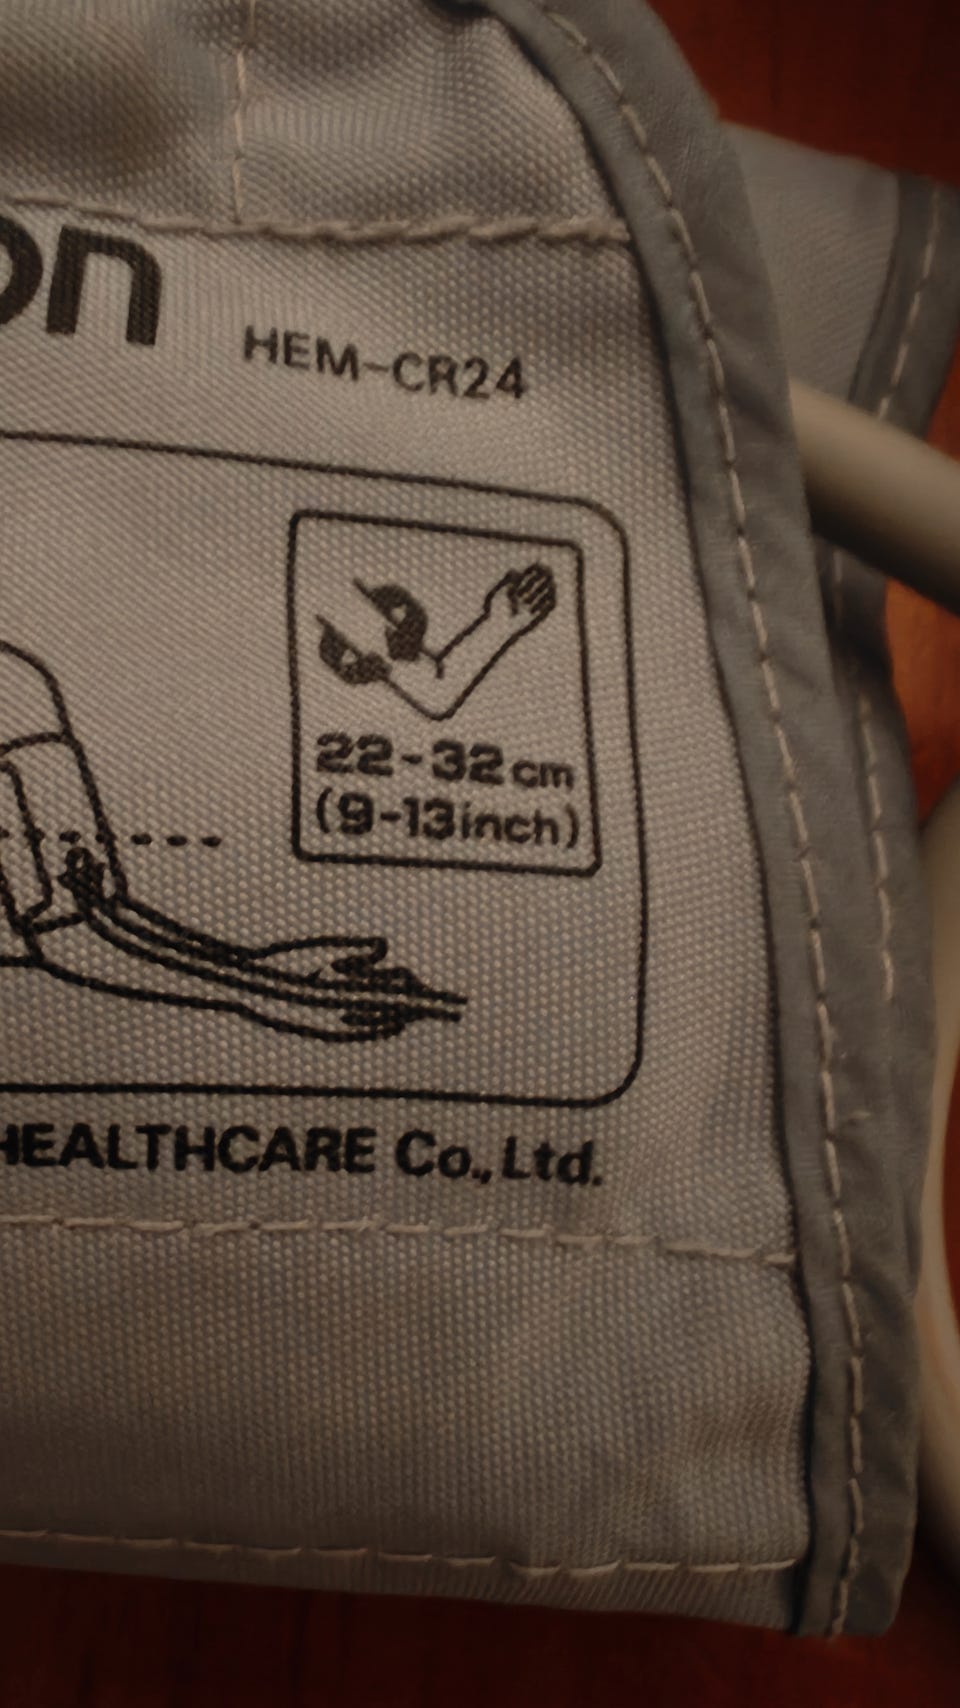 on
HEM-CR24
22-32cm
(9-13inch)
HEALTHCARE Co., Ltd.